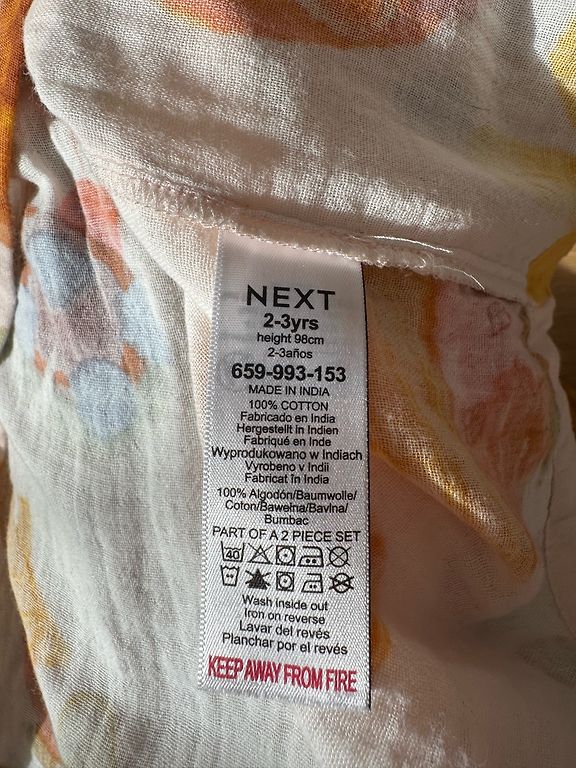 NEXT
2-3yrs
height 98cm
2-3años
659-993-153
MADE IN INDIA
100% COTTON
Fabricado en India
Hergestellt in Indien
Fabriqué en Inde
Wyprodukowano w Indiach
Vyrobeno v Indii
Fabricat în India
100% Algodón/Baumwolle/
Coton/Bawełna/Bavlna/
Bumbac
PART OF A 2 PIECE SET
40
Wash inside out
Iron on reverse
Lavar del revés
Planchar por el revés
KEEP AWAY FROM FIRE